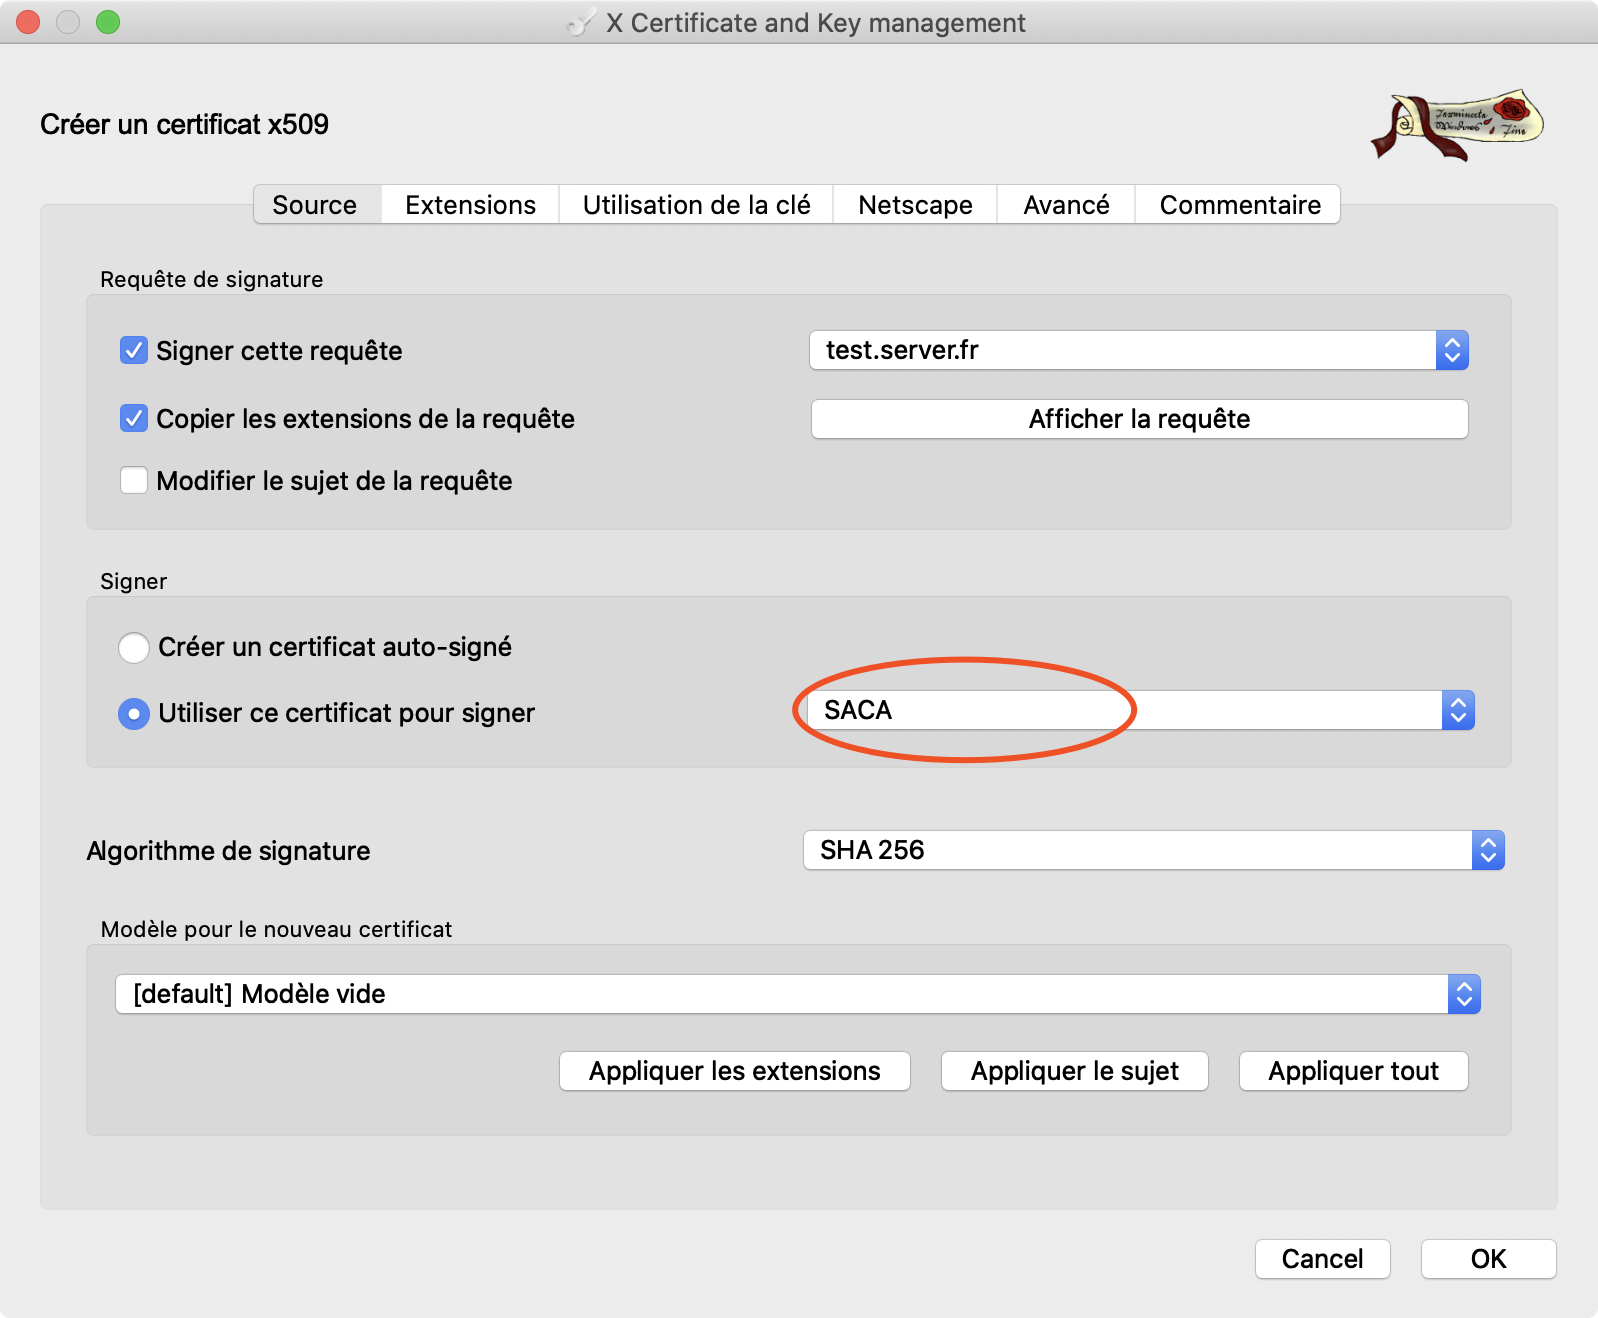 X Certificate and Key management
Créer un certificat x509
Source Extensions Utilisation de la clé Netscape Avancé Commentaire
Requête de signature
Signer cette requête test.server.fr
Copier les extensions de la requête Afficher la requête
Modifier le sujet de la requête
Signer
Créer un certificat auto-signé
Utiliser ce certificat pour signer SACA
Algorithme de signature SHA 256
Modèle pour le nouveau certificat
[default] Modèle vide
Appliquer les extensions Appliquer le sujet Appliquer tout
Cancel OK